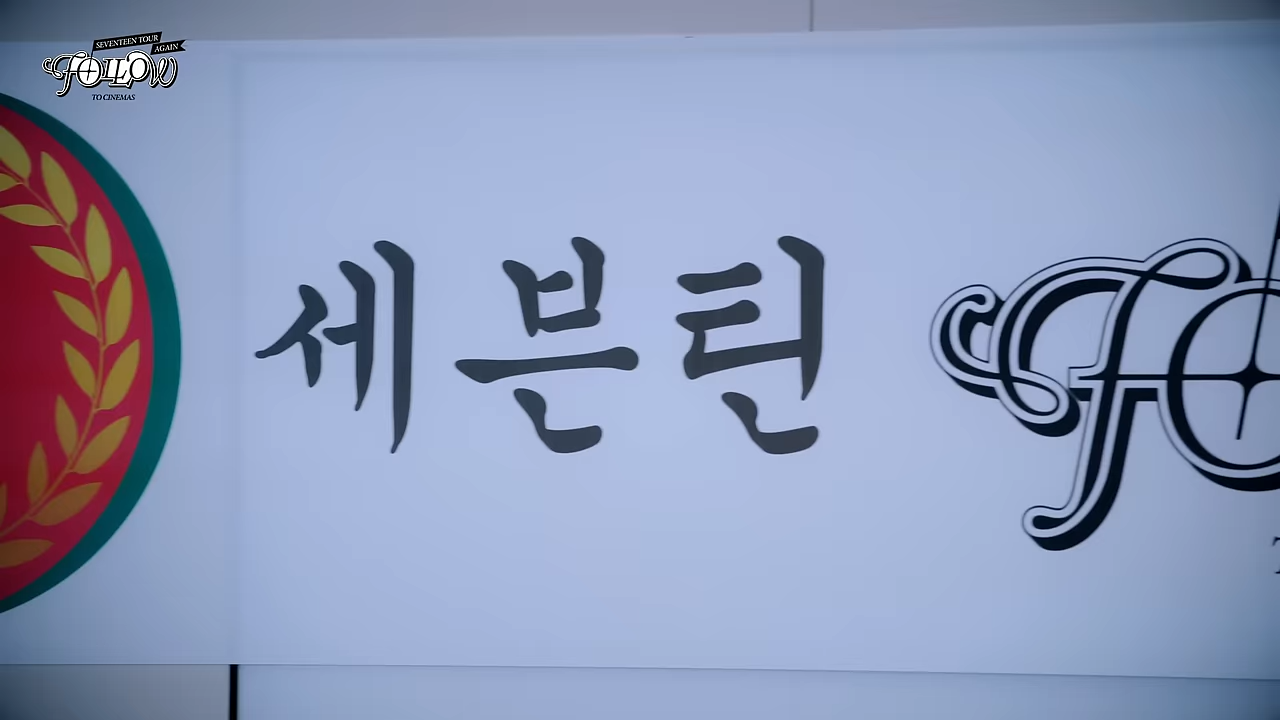 SEVENTEEN TOUR
AGAIN
FOLLOW
TO CINEMAS
세븐틴